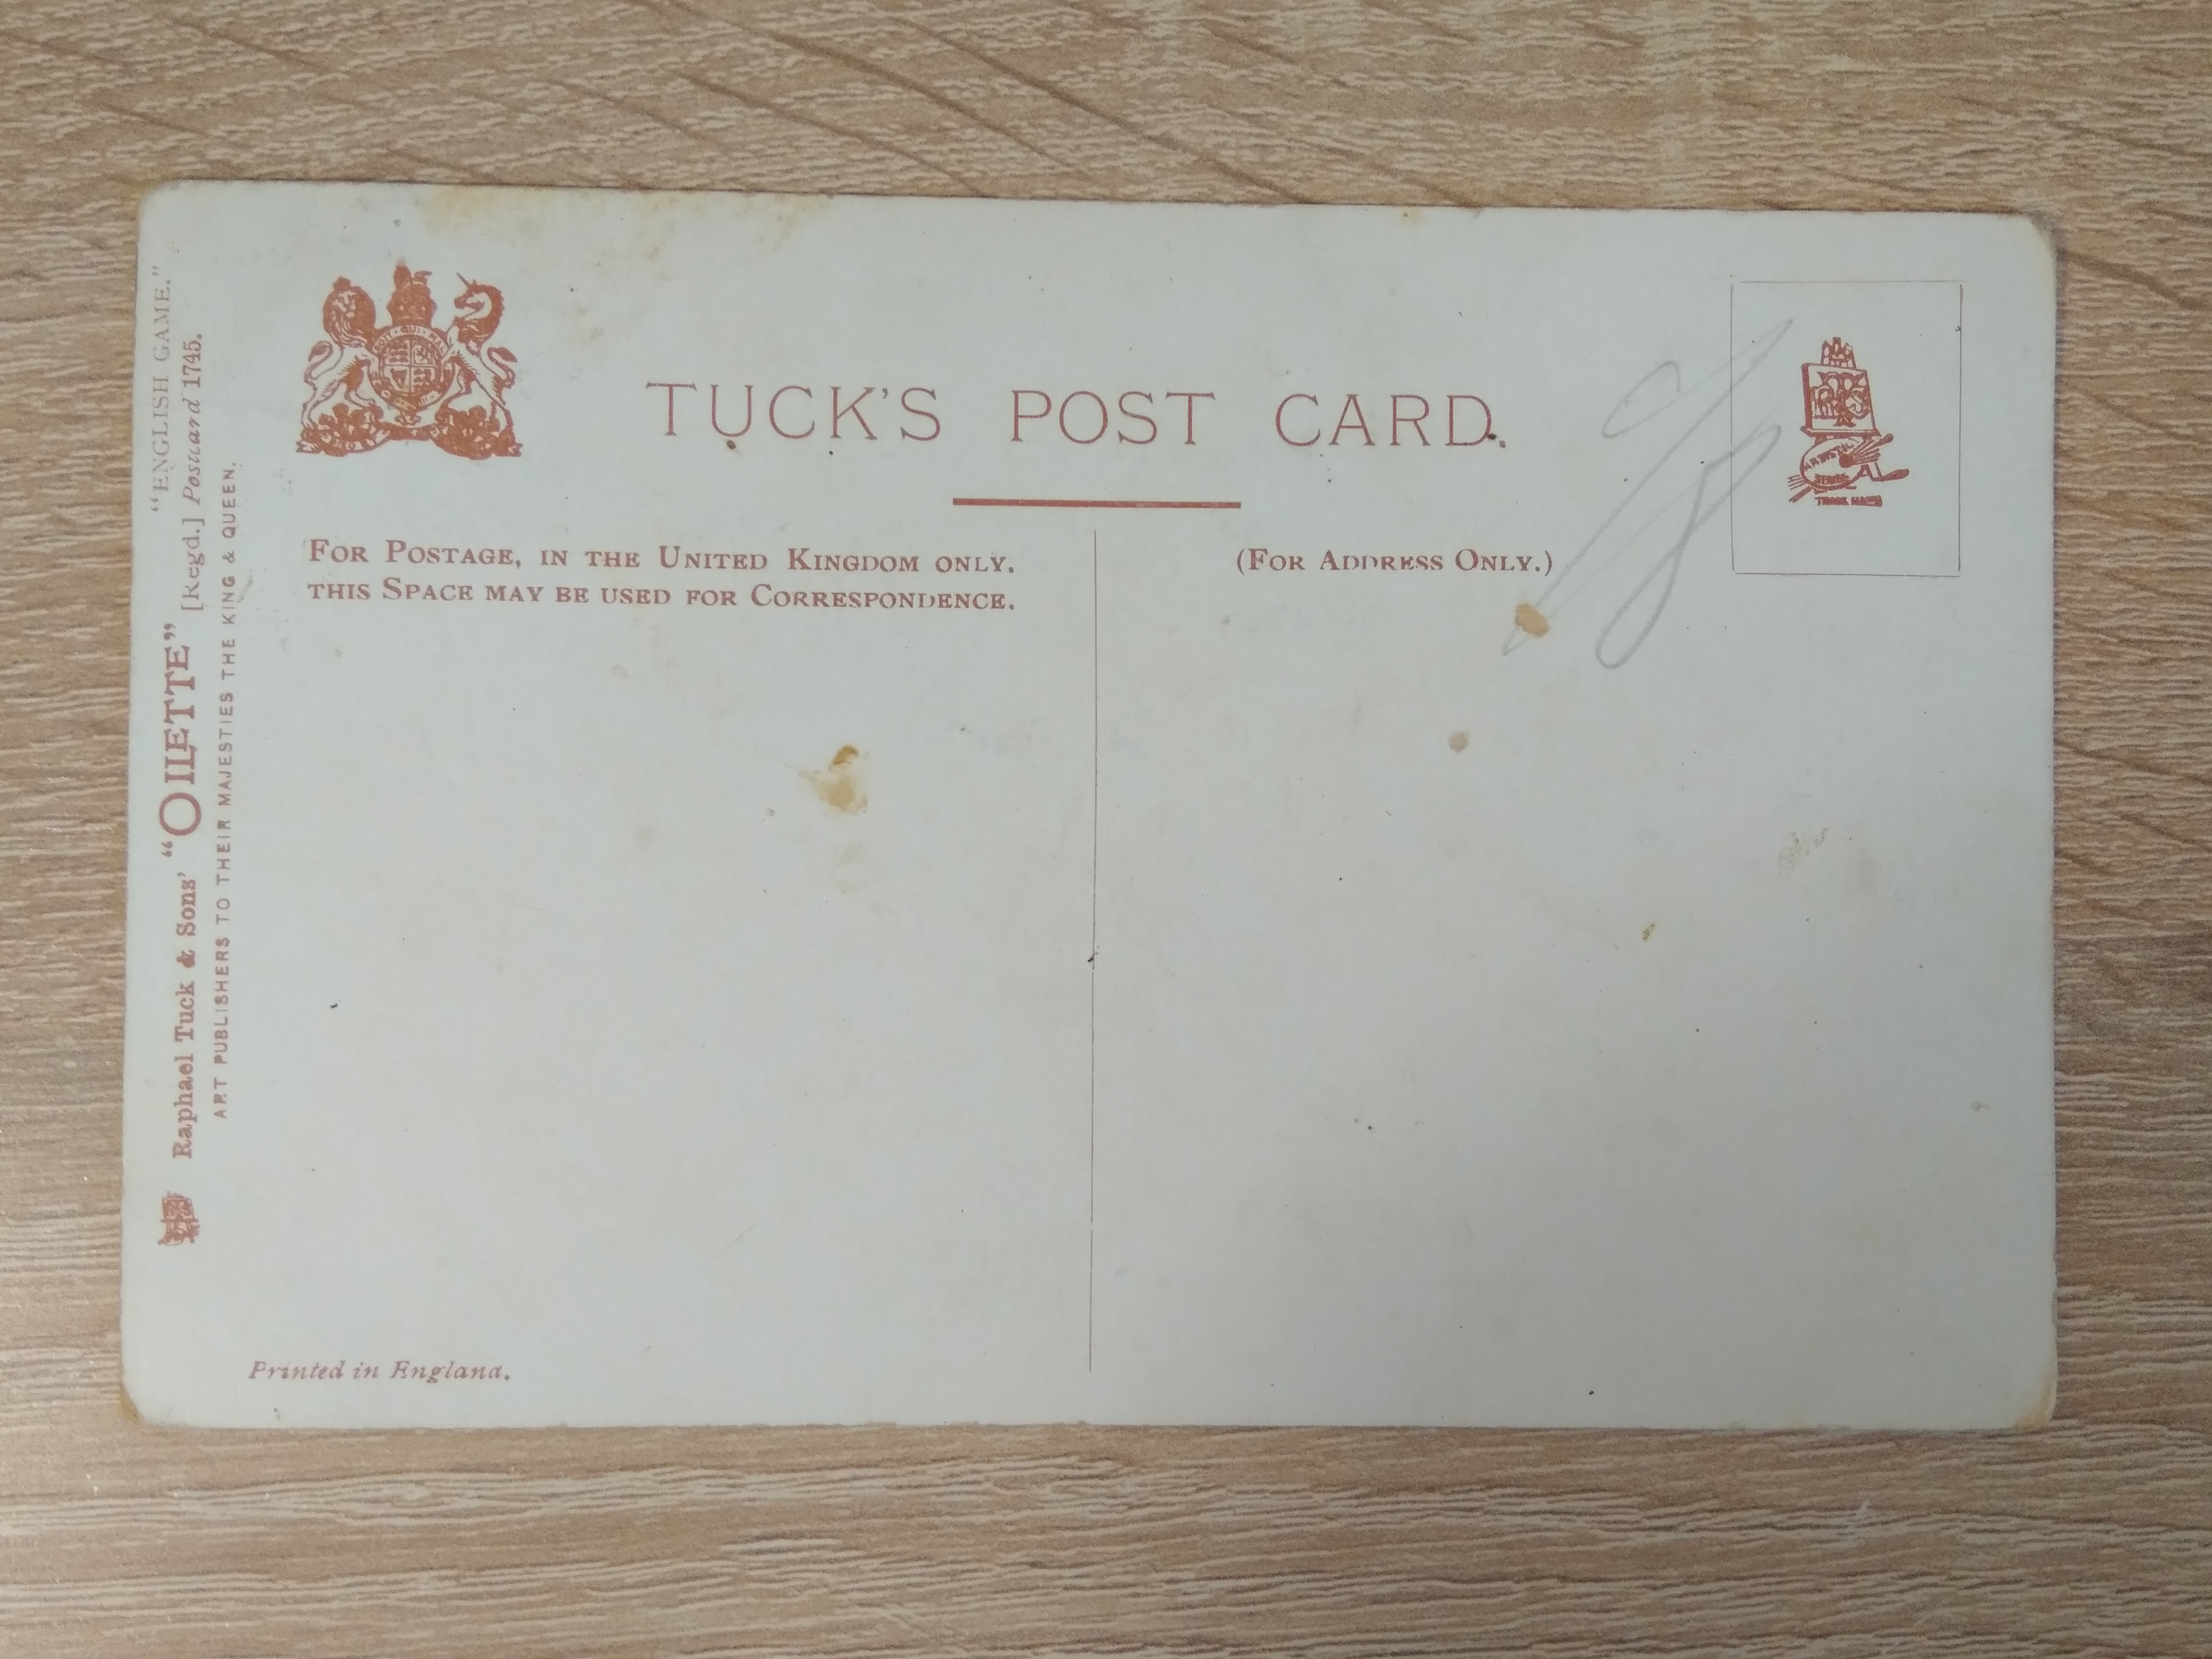 "ENGLISH GAME."
Raphael Tuck & Sons' "OILETTE" [Regd.] Postcard 1745.
ART PUBLISHERS TO THEIR MAJESTIES THE KING & QUEEN.
TUCK'S POST CARD.
FOR POSTAGE, IN THE UNITED KINGDOM ONLY.
THIS SPACE MAY BE USED FOR CORRESPONDENCE.
(FOR ADDRESS ONLY.)
TRADE MARK
Printed in England.